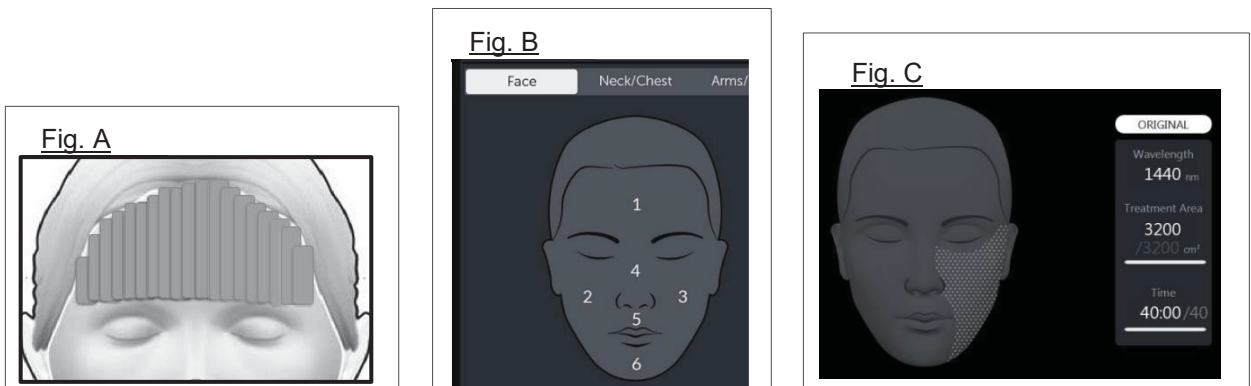 Fig. A
Fig. B
Face Neck/Chest Arms/
1
4
2 3
5
6
Fig. C
ORIGINAL
Wavelength
1440 nm
Treatment Area
3200
/3200 cm²
Time
40:00 /40